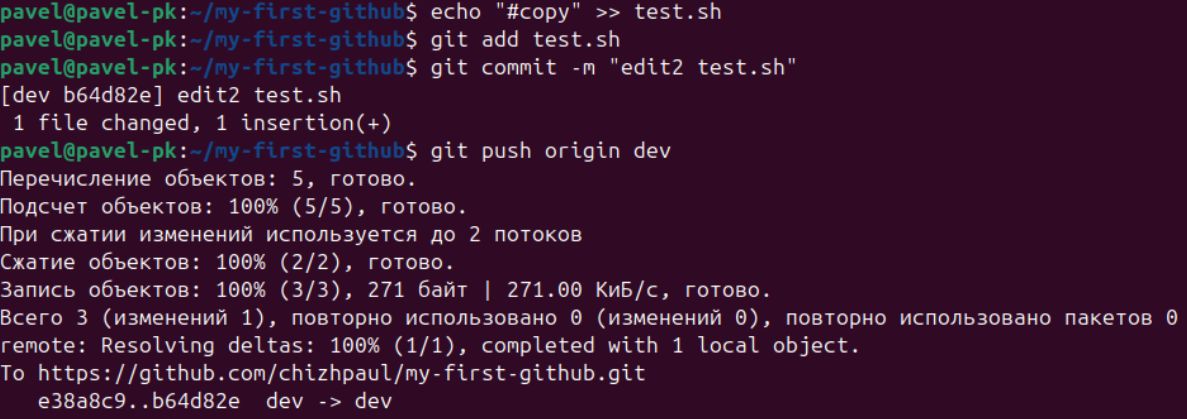 pavel@pavel-pk:~/my-first-github$ echo "#copy" >> test.sh
pavel@pavel-pk:~/my-first-github$ git add test.sh
pavel@pavel-pk:~/my-first-github$ git commit -m "edit2 test.sh"
[dev b64d82e] edit2 test.sh
 1 file changed, 1 insertion(+)
pavel@pavel-pk:~/my-first-github$ git push origin dev
Перечисление объектов: 5, готово.
Подсчет объектов: 100% (5/5), готово.
При сжатии изменений используется до 2 потоков
Сжатие объектов: 100% (2/2), готово.
Запись объектов: 100% (3/3), 271 байт | 271.00 КиБ/с, готово.
Всего 3 (изменений 1), повторно использовано 0 (изменений 0), повторно использовано пакетов 0
remote: Resolving deltas: 100% (1/1), completed with 1 local object.
To https://github.com/chizhpaul/my-first-github.git
   e38a8c9..b64d82e  dev -> dev